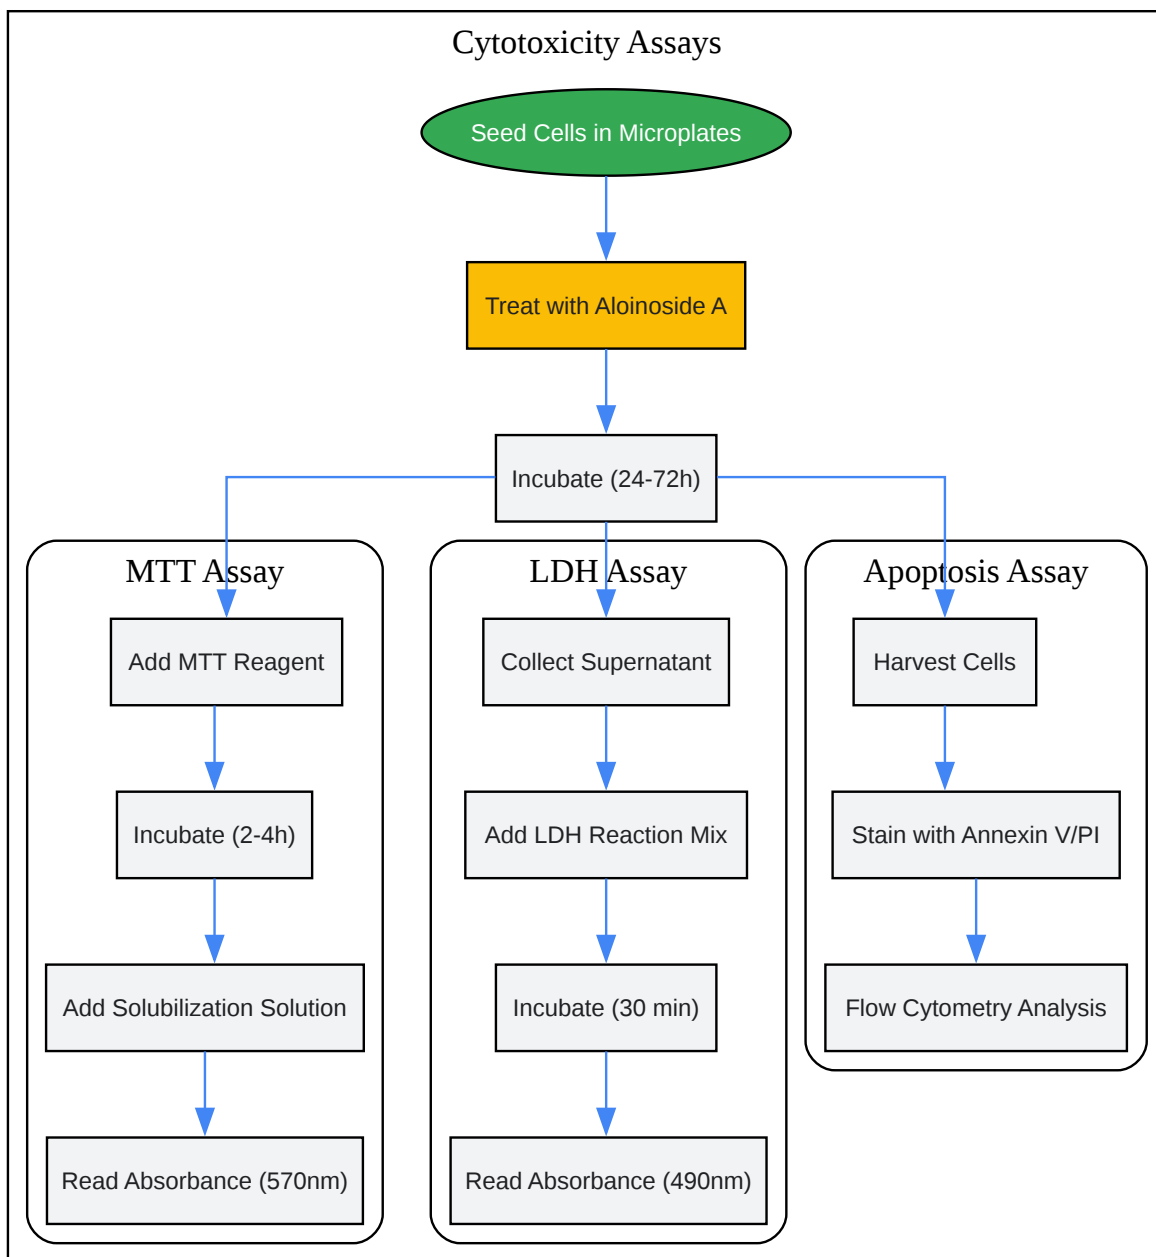 Cytotoxicity Assays
Seed Cells in Microplates
Treat with Aloinoside A
Incubate (24-72h)
MTT Assay
Add MTT Reagent
Incubate (2-4h)
Add Solubilization Solution
Read Absorbance (570nm)
LDH Assay
Collect Supernatant
Add LDH Reaction Mix
Incubate (30 min)
Read Absorbance (490nm)
Apoptosis Assay
Harvest Cells
Stain with Annexin V/PI
Flow Cytometry Analysis